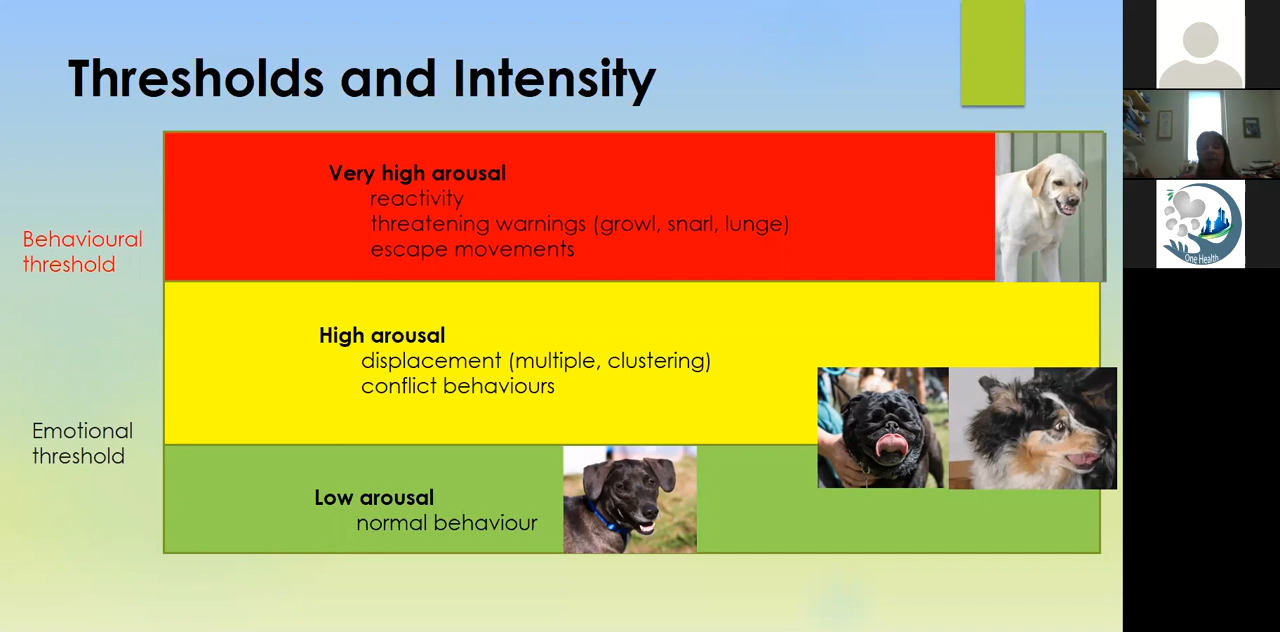 Thresholds and Intensity
Very high arousal
reactivity
threatening warnings (growl, snarl, lunge)
escape movements
Behavioural
threshold
High arousal
displacement (multiple, clustering)
conflict behaviours
Emotional
threshold
Low arousal
normal behaviour
One Health